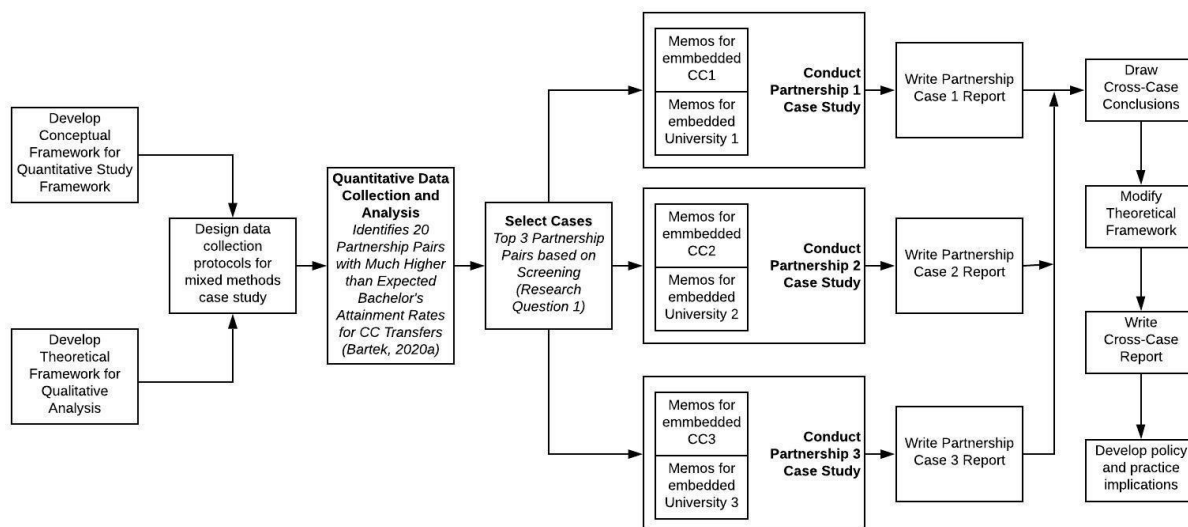 Develop
Conceptual
Framework for
Quantitative Study
Framework
Develop
Theoretical
Framework for
Qualitative
Analysis
Design data
collection
protocols for
mixed methods
case study
Quantitative Data
Collection and
Analysis
Identifies 20
Partnership Pairs
with Much Higher
than Expected
Bachelor's
Attainment Rates
for CC Transfers
(Bartek, 2020a)
Select Cases
Top 3 Partnership
Pairs based on
Screening
(Research
Question 1)
Memos for
emmbedded
CC1
Memos for
embedded
University 1
Conduct
Partnership 1
Case Study
Write Partnership
Case 1 Report
Memos for
emmbedded
CC2
Memos for
embedded
University 2
Conduct
Partnership 2
Case Study
Write Partnership
Case 2 Report
Memos for
emmbedded
CC3
Memos for
embedded
University 3
Conduct
Partnership 3
Case Study
Write Partnership
Case 3 Report
Draw
Cross-Case
Conclusions
Modify
Theoretical
Framework
Write
Cross-Case
Report
Develop policy
and practice
implications